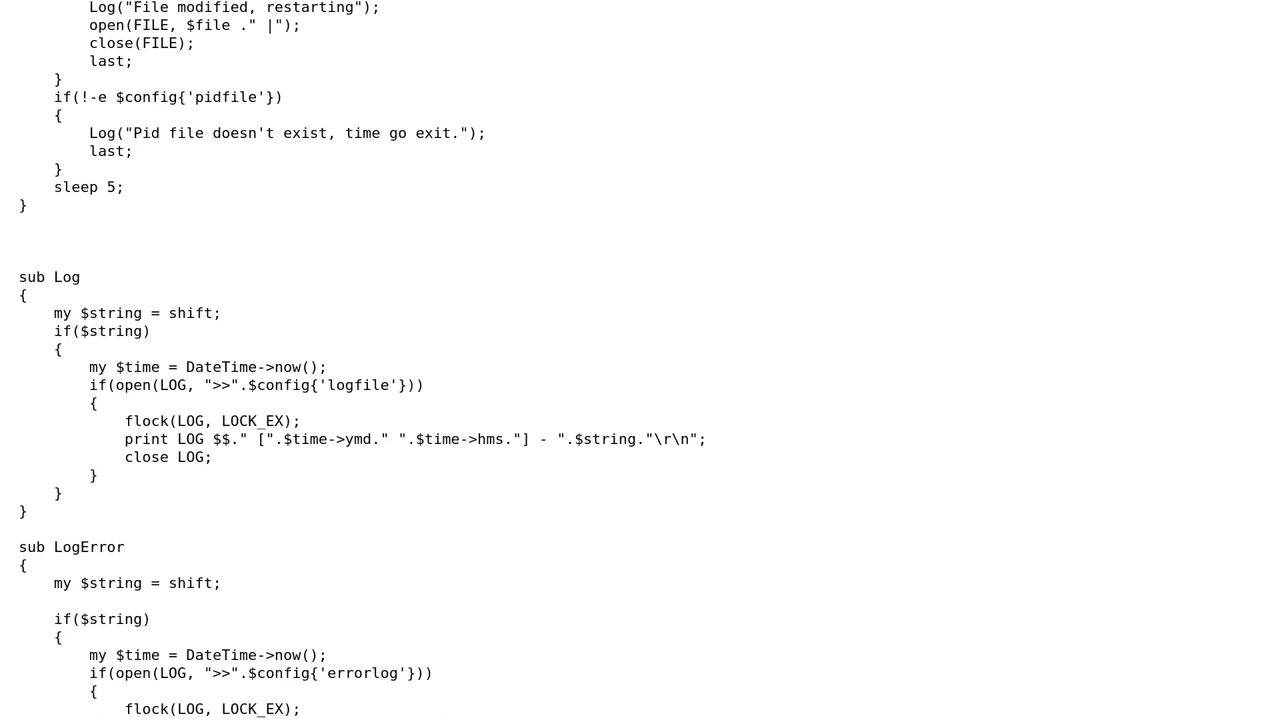 Log("File modified, restarting");
        open(FILE, $file ." |");
        close(FILE);
        last;
    }
    if(!-e $config{'pidfile'})
    {
        Log("Pid file doesn't exist, time go exit.");
        last;
    }
    sleep 5;
}

sub Log
{
    my $string = shift;
    if($string)
    {
        my $time = DateTime->now();
        if(open(LOG, ">>".$config{'logfile'}))
        {
            flock(LOG, LOCK_EX);
            print LOG $$." [".$time->ymd." ".$time->hms."] - ".$string."\r\n";
            close LOG;
        }
    }
}

sub LogError
{
    my $string = shift;

    if($string)
    {
        my $time = DateTime->now();
        if(open(LOG, ">>".$config{'errorlog'}))
        {
            flock(LOG, LOCK_EX);